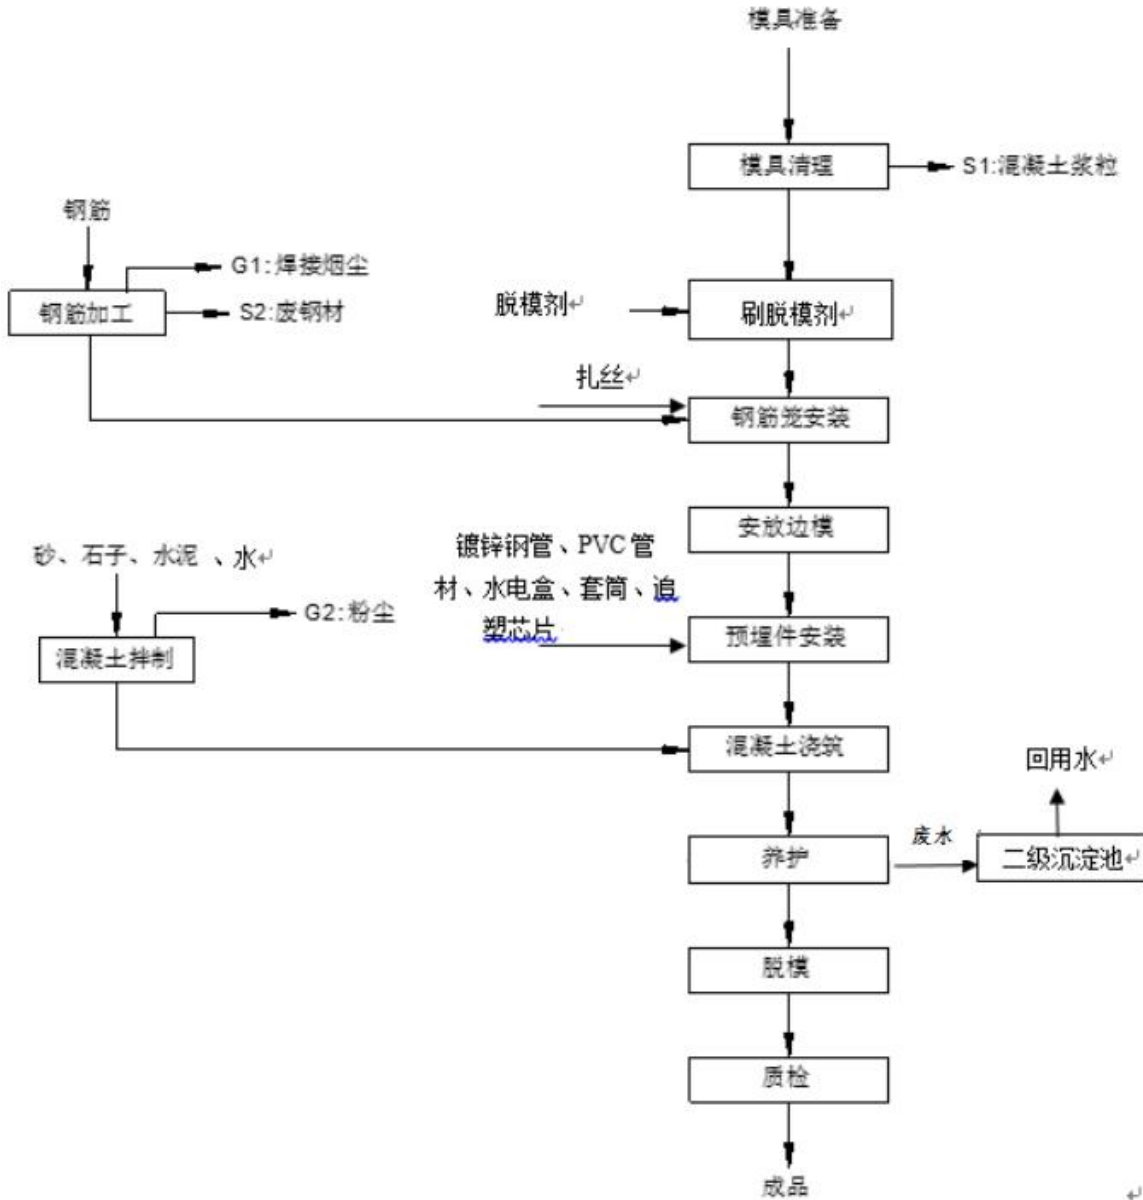 模具准备
模具清理
S1:混凝土浆粒
钢筋
G1:焊接烟尘
钢筋加工
S2:废钢材
脱模剂
刷脱模剂
扎丝
钢筋笼安装
安放边模
砂、石子、水泥 、水
镀锌钢管、PVC 管
材、水电盒、套筒、追
塑芯片
G2:粉尘
混凝土拌制
预埋件安装
混凝土浇筑
回用水
养护
废水
二级沉淀池
脱模
质检
成品